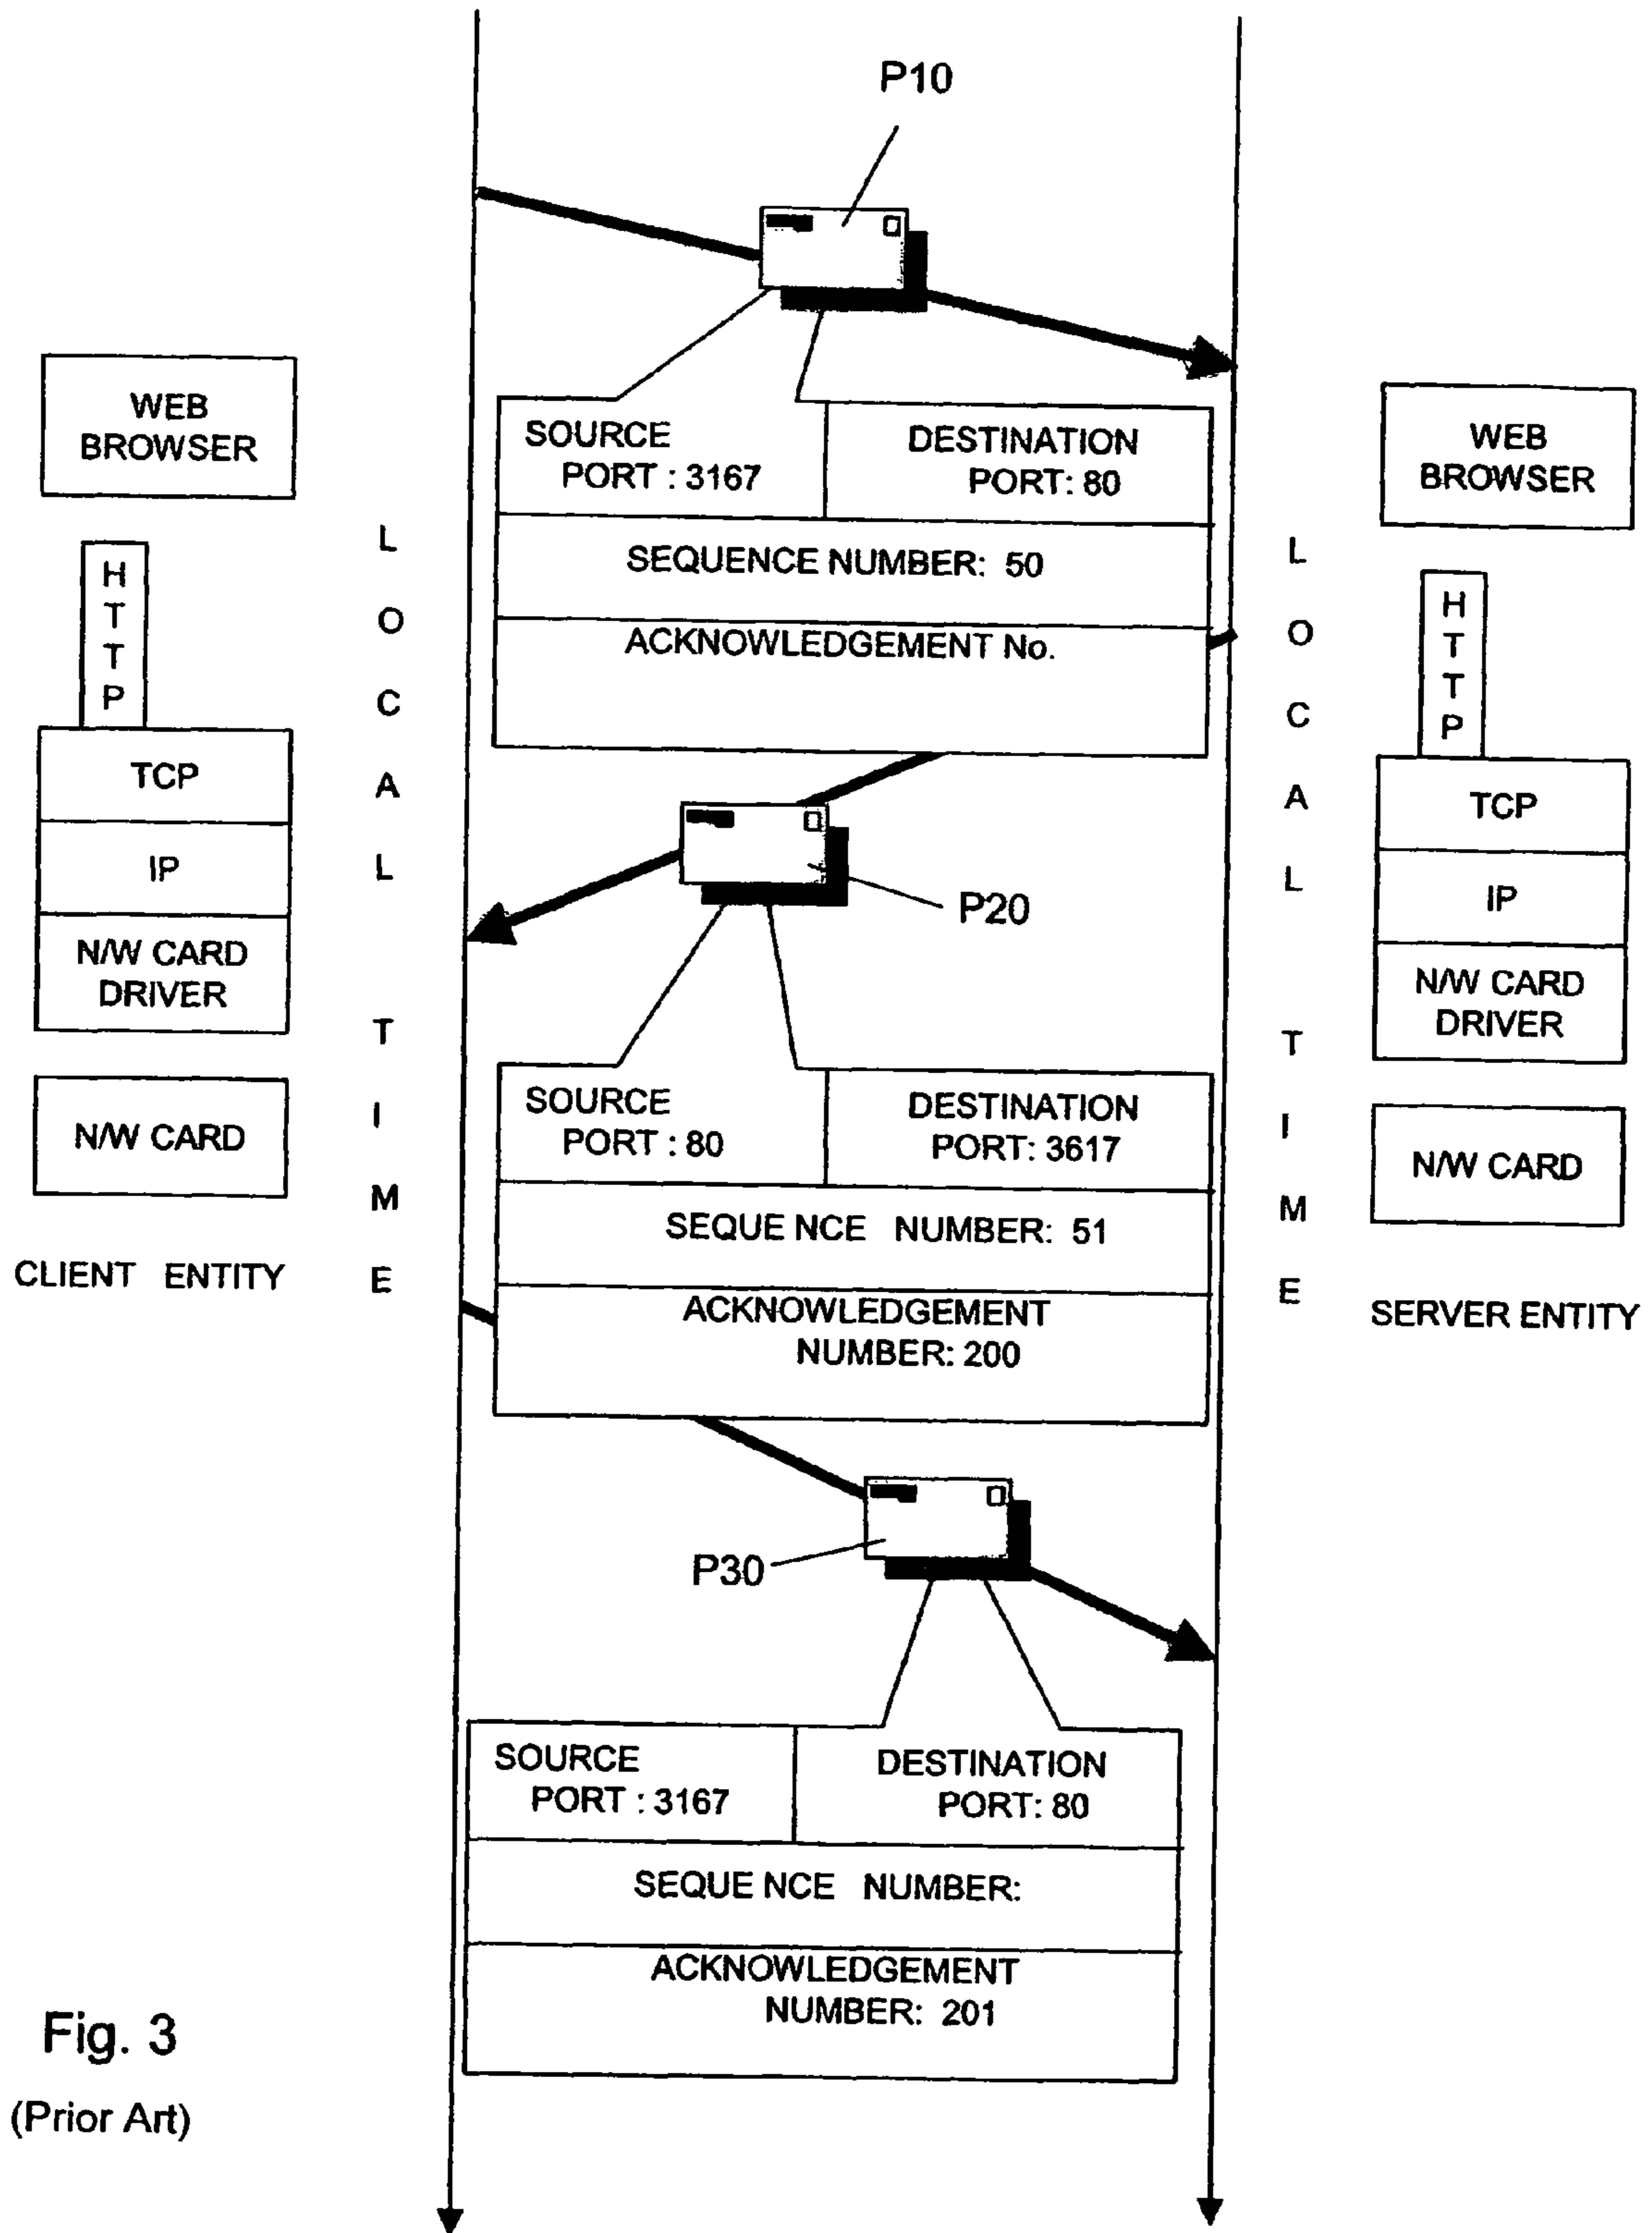 P10
WEB
BROWSER
H
T
T
P
TCP
IP
N/W CARD
DRIVER
N/W CARD
CLIENT ENTITY
L
O
C
A
L
T
I
M
E
SOURCE
PORT : 3167
DESTINATION
PORT: 80
SEQUENCE NUMBER: 50
ACKNOWLEDGEMENT No.
P20
SOURCE
PORT : 80
DESTINATION
PORT: 3617
SEQUE NCE NUMBER: 51
ACKNOWLEDGEMENT
NUMBER: 200
P30
SOURCE
PORT : 3167
DESTINATION
PORT: 80
SEQUE NCE NUMBER:
ACKNOWLEDGEMENT
NUMBER: 201
L
O
C
A
L
T
I
M
E
WEB
BROWSER
H
T
T
P
TCP
IP
N/W CARD
DRIVER
N/W CARD
SERVER ENTITY
Fig. 3
(Prior Art)